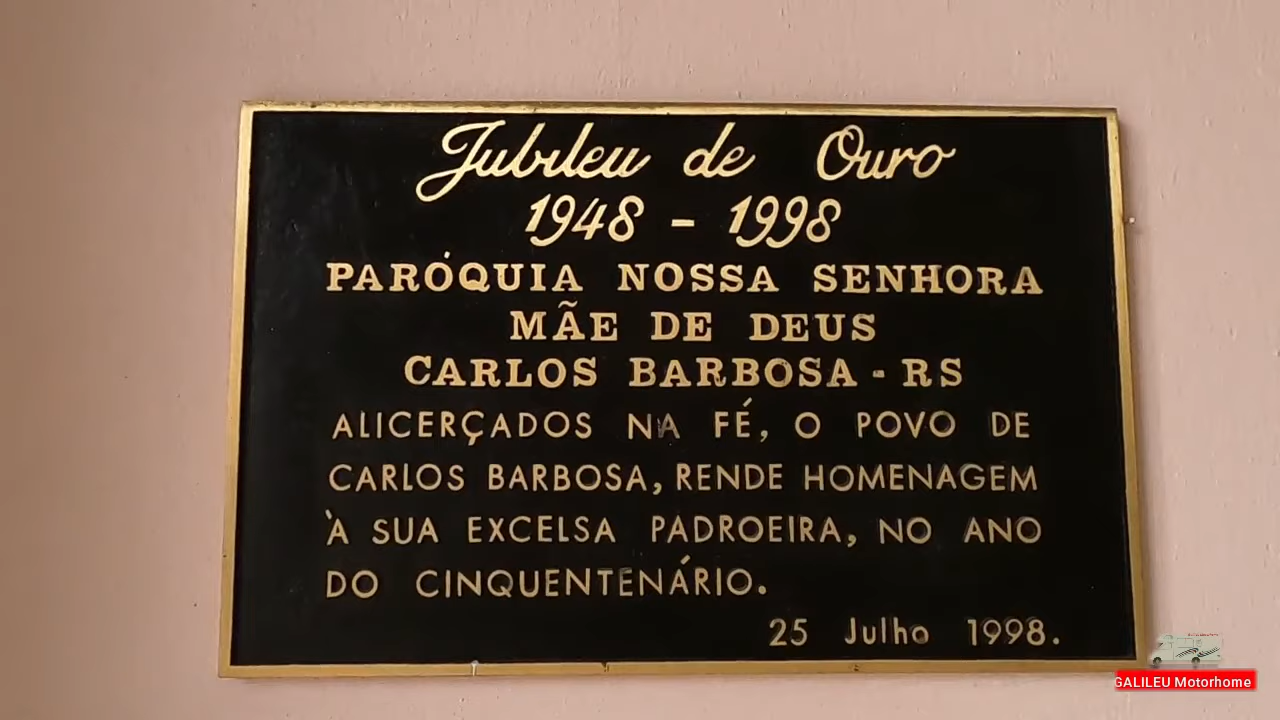 Jubileu de Ouro
1948 - 1998
PARÓQUIA NOSSA SENHORA
MÃE DE DEUS
CARLOS BARBOSA - RS
ALICERÇADOS NA FÉ, O POVO DE
CARLOS BARBOSA, RENDE HOMENAGEM
À SUA EXCELSA PADROEIRA, NO ANO
DO CINQUENTENÁRIO.
25 Julho 1998.
GALILEU Motorhome